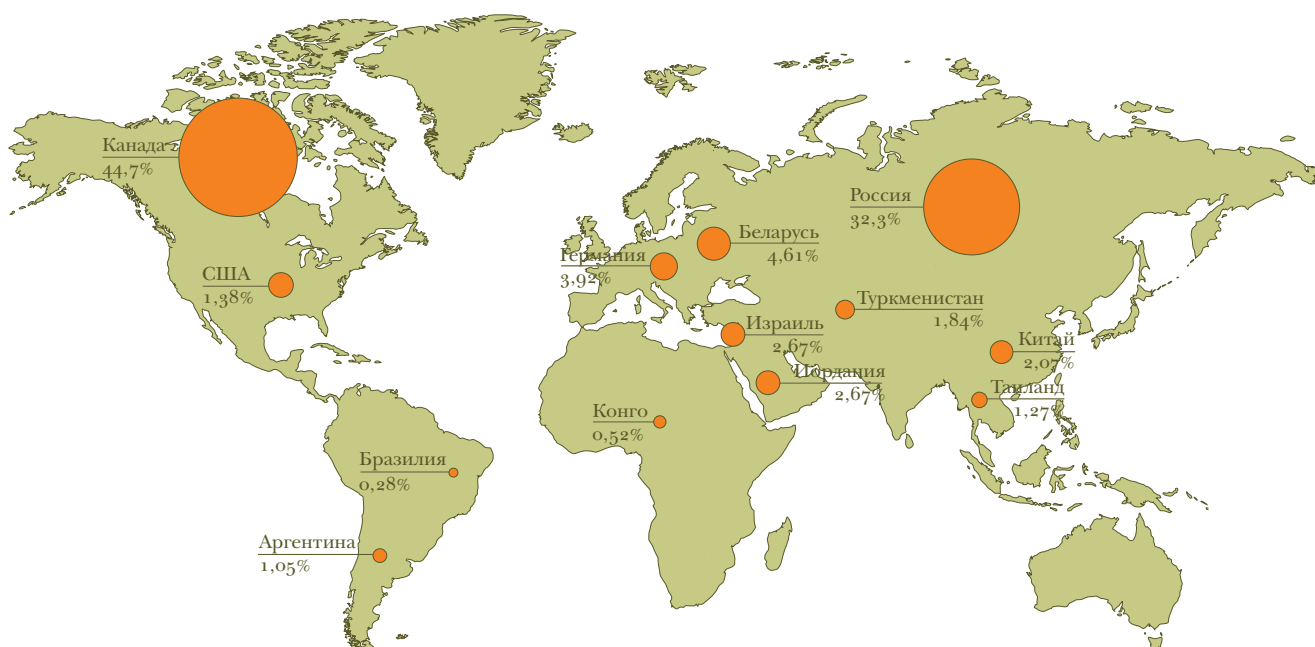 Канада
44,7%
Россия
32,3%
Беларусь
4,61%
Германия
3,92%
США
1,38%
Туркменистан
1,84%
Израиль
2,67%
Китай
2,07%
Иордания
2,67%
Таиланд
1,27%
Конго
0,52%
Бразилия
0,28%
Аргентина
1,05%